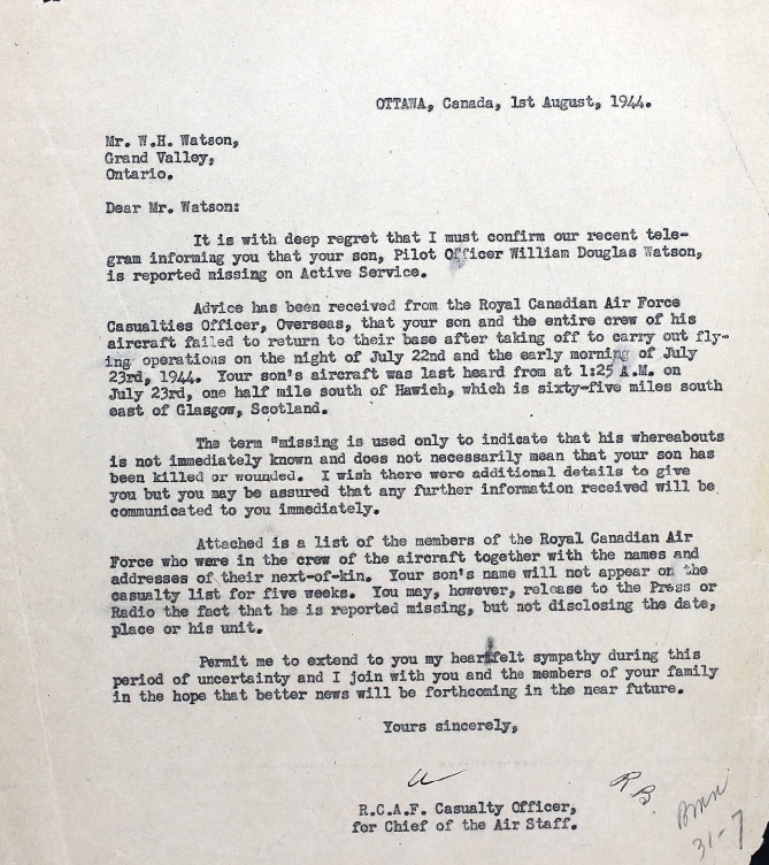 OTTAWA, Canada, 1st August, 1944.
Mr. W.H. Watson,
Grand Valley,
Ontario.
Dear Mr. Watson:
It is with deep regret that I must confirm our recent tele-
gram informing you that your son, Pilot Officer William Douglas Watson,
is reported missing on Active Service.
Advice has been received from the Royal Canadian Air Force
Casualties Officer, Overseas, that your son and the entire crew of his
aircraft failed to return to their base after taking off to carry out fly-
ing operations on the night of July 22nd and the early morning of July
23rd, 1944. Your son's aircraft was last heard from at 1:25 A.M. on
July 23rd, one half mile south of Hawich, which is sixty-five miles south
east of Glasgow, Scotland.
The term "missing is used only to indicate that his whereabouts
is not immediately known and does not necessarily mean that your son has
been killed or wounded. I wish there were additional details to give
you but you may be assured that any further information received will be
communicated to you immediately.
Attached is a list of the members of the Royal Canadian Air
Force who were in the crew of the aircraft together with the names and
addresses of their next-of-kin. Your son's name will not appear on the
casualty list for five weeks. You may, however, release to the Press or
Radio the fact that he is reported missing, but not disclosing the date,
place or his unit.
Permit me to extend to you my heartfelt sympathy during this
period of uncertainty and I join with you and the members of your family
in the hope that better news will be forthcoming in the near future.
Yours sincerely,
RB.
R.C.A.F. Casualty Officer,
for Chief of the Air Staff.
31-7